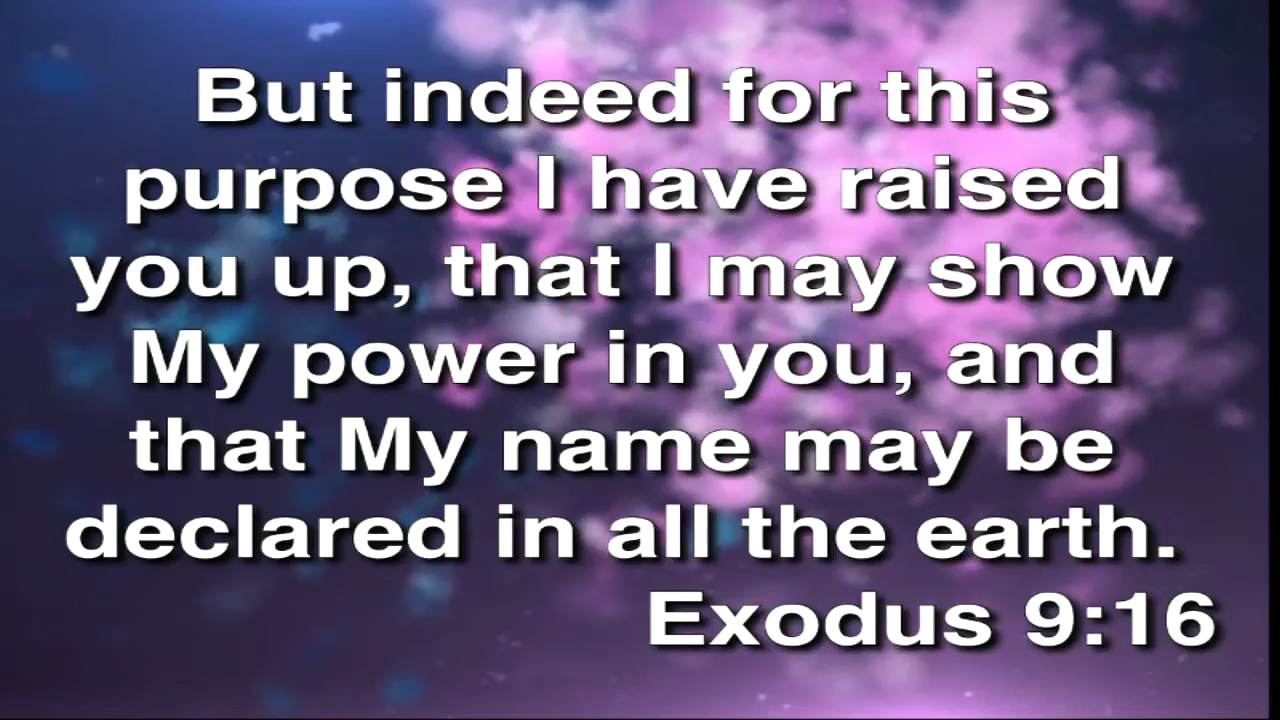 But indeed for this
purpose I have raised
you up, that I may show
My power in you, and
that My name may be
declared in all the earth.
Exodus 9:16